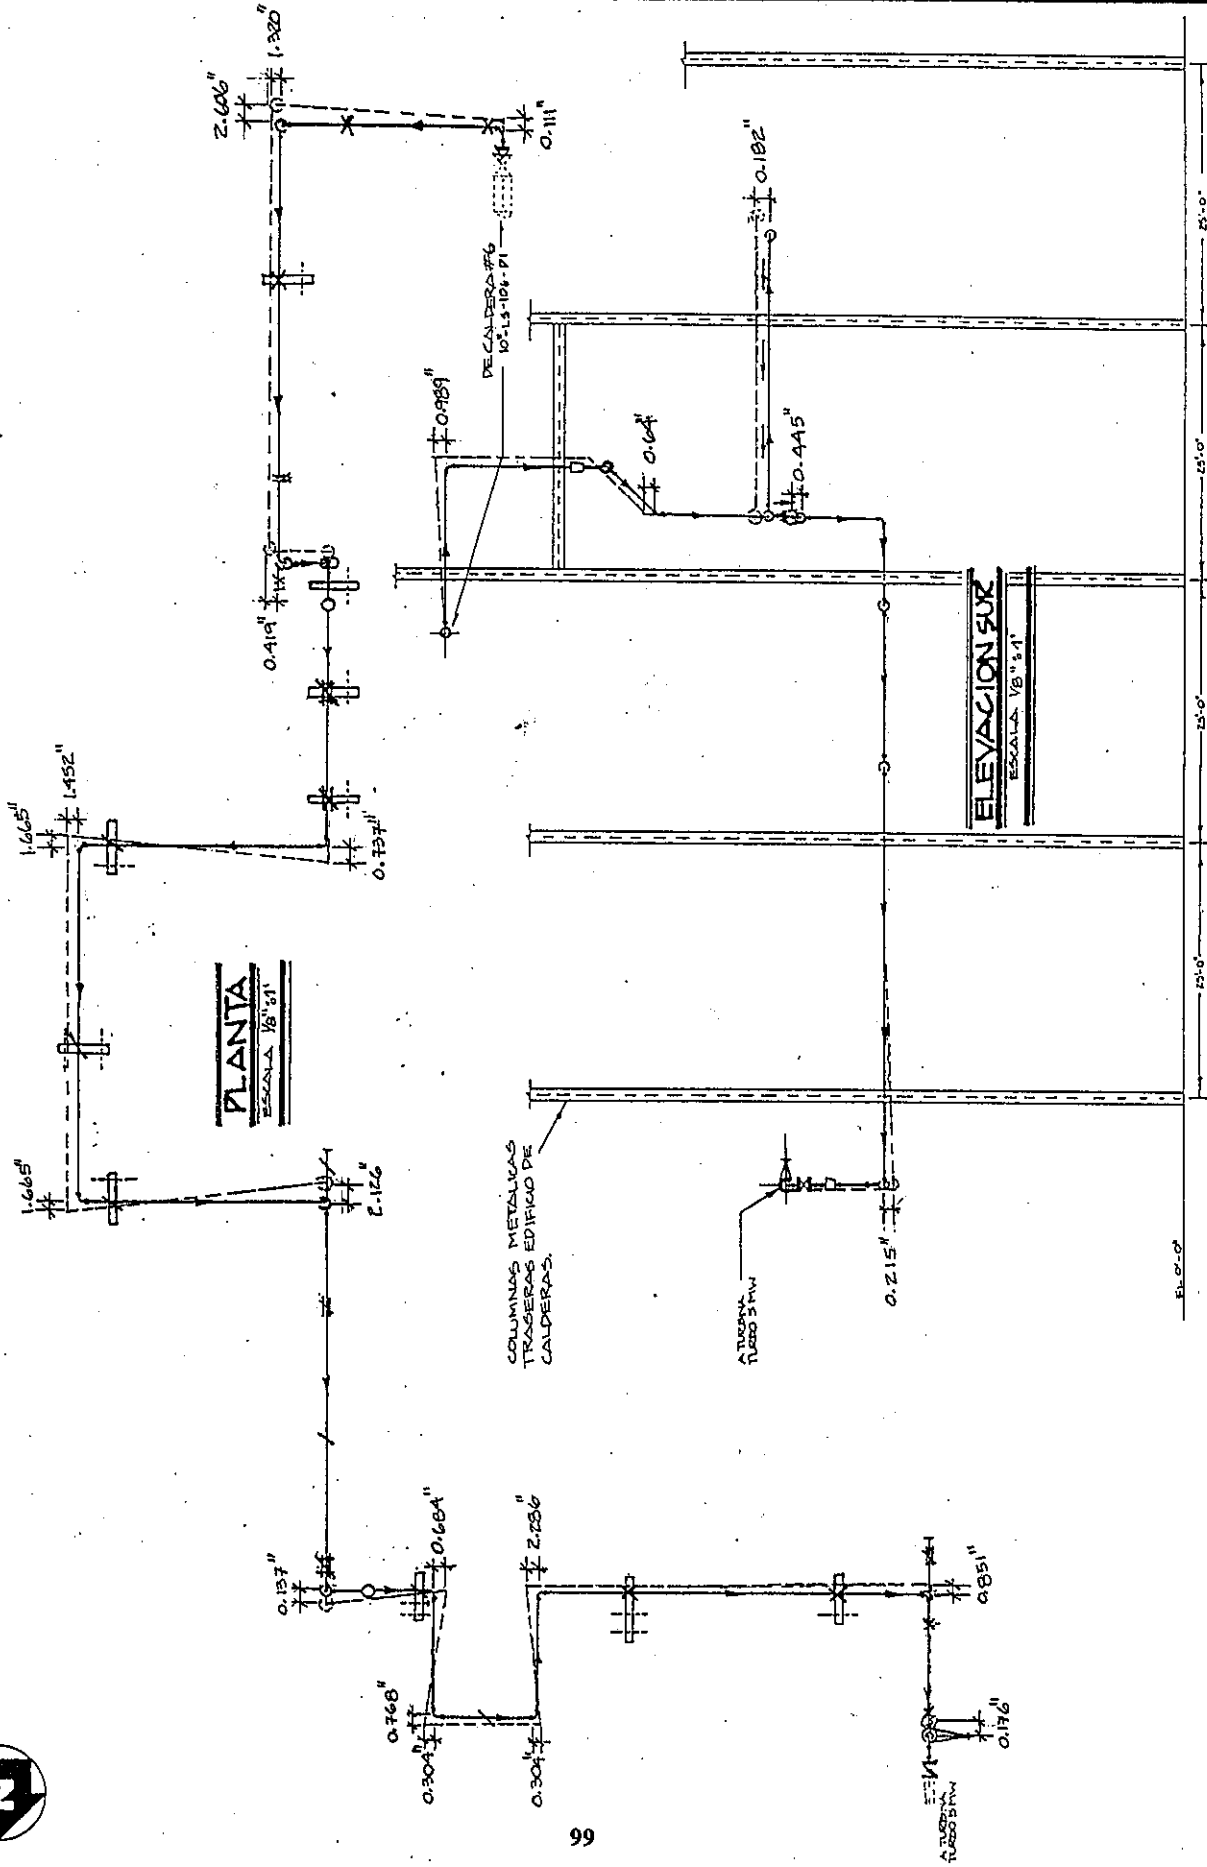 1.320"
2.606"
0.111"
DE CALDERA #6
10"-LS-106-P1
0.419"
1.452"
1.665"
0.737"
PLANTA
ESCALA 1/8":1'
1.665"
2.126"
0.137"
0.684"
0.768"
0.304"
0.304"
2.286"
0.851"
0.176"
A TURBINA
TURBO 5 MW
0.182"
0.989"
0.64"
0.445"
ELEVACION SUR
ESCALA 1/8":1'
25'-0"
25'-0"
25'-0"
25'-0"
COLUMNAS METALICAS
TRASERAS EDIFICIO DE
CALDERAS.
A TURBINA
TURBO 5 MW
0.215"
EL. 0'-0"
99